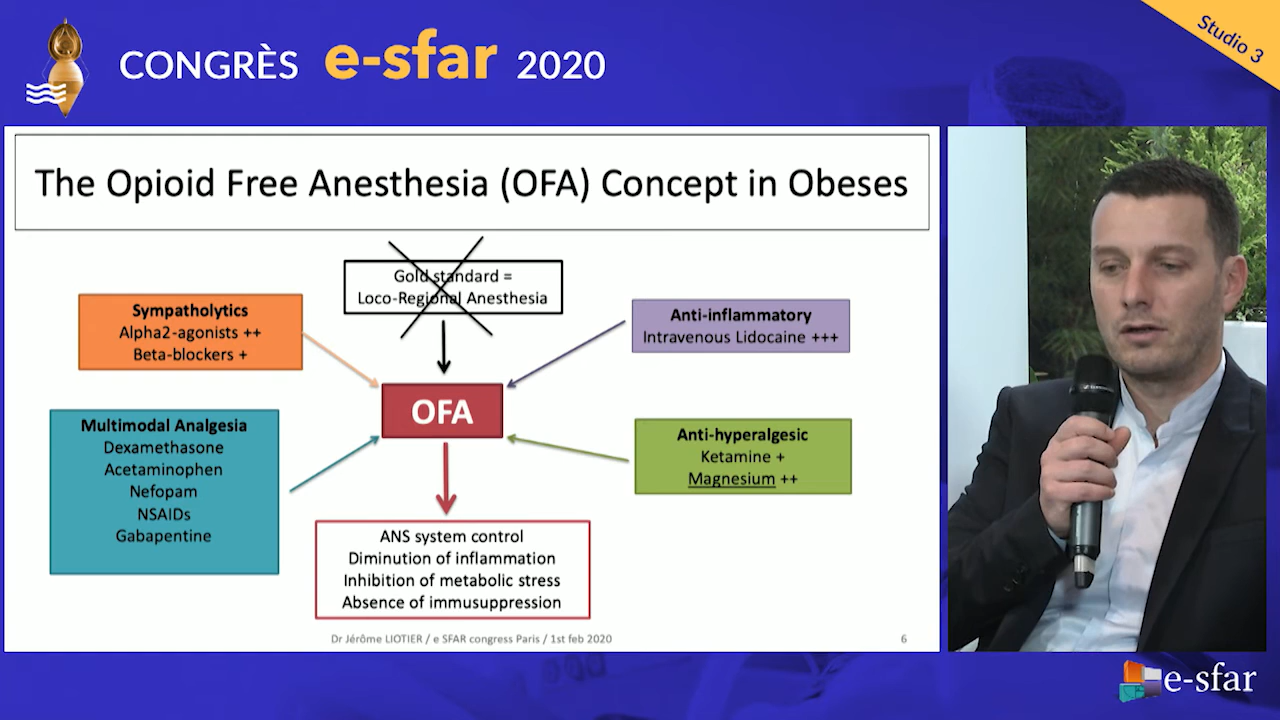 CONGRÈS e-sfar 2020
Studio 3
The Opioid Free Anesthesia (OFA) Concept in Obeses
Gold standard =
Loco-Regional Anesthesia
Sympatholytics
Alpha2-agonists ++
Beta-blockers +
Anti-inflammatory
Intravenous Lidocaine +++
OFA
Multimodal Analgesia
Dexamethasone
Acetaminophen
Nefopam
NSAIDs
Gabapentine
Anti-hyperalgesic
Ketamine +
Magnesium ++
ANS system control
Diminution of inflammation
Inhibition of metabolic stress
Absence of immusuppression
Dr Jérôme LIOTIER / e SFAR congress Paris / 1st feb 2020
6
e-sfar